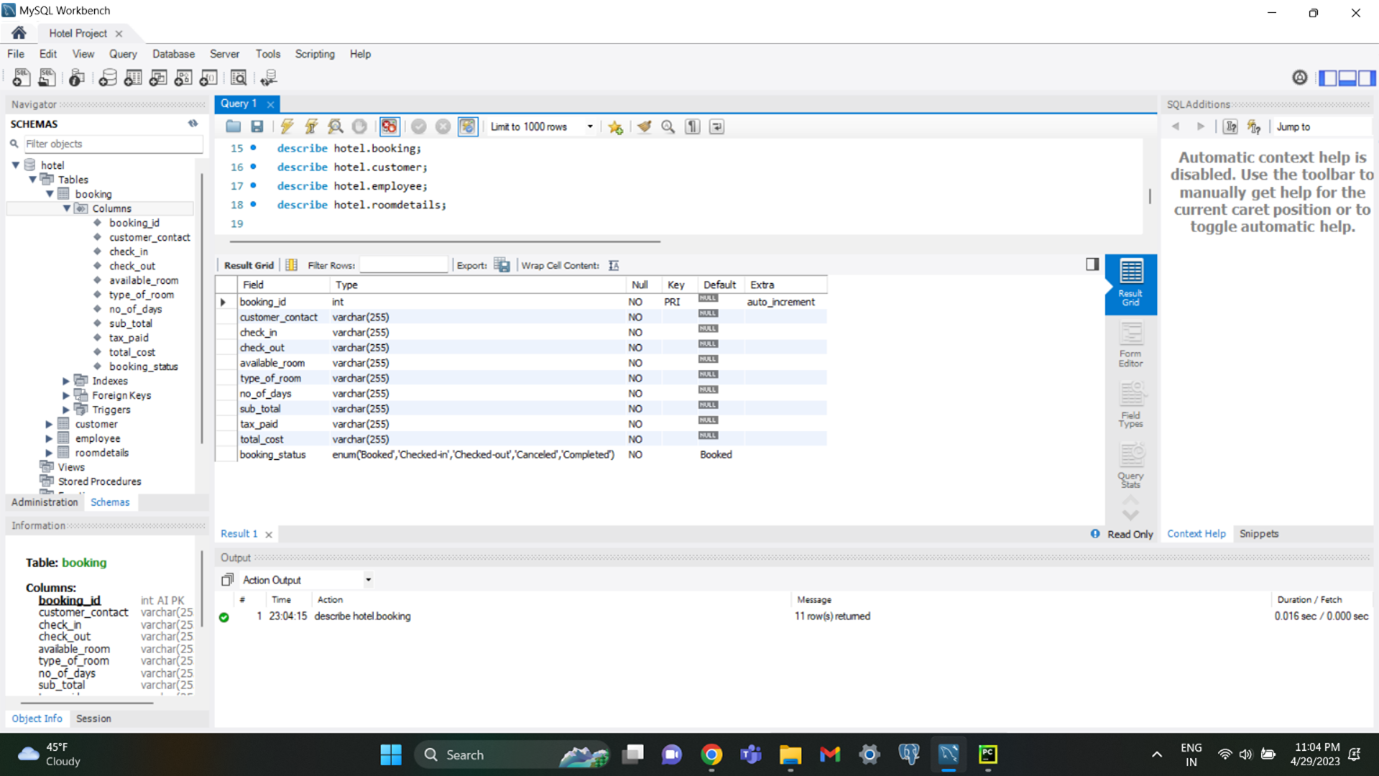 MySQL Workbench
Hotel Project
File Edit View Query Database Server Tools Scripting Help
Navigator
SCHEMAS
Filter objects
hotel
Tables
booking
Columns
booking_id
customer_contact
check_in
check_out
available_room
type_of_room
no_of_days
sub_total
tax_paid
total_cost
booking_status
Indexes
Foreign Keys
Triggers
customer
employee
roomdetails
Views
Stored Procedures
Administration Schemas
Information
Table: booking
Columns:
booking_id int AI PK
customer_contact varchar(25
check_in varchar(25
check_out varchar(25
available_room varchar(25
type_of_room varchar(25
no_of_days varchar(25
sub_total varchar(25
Object Info Session
Query 1
Limit to 1000 rows
15 describe hotel.booking;
16 describe hotel.customer;
17 describe hotel.employee;
18 describe hotel.roomdetails;
19
Result Grid Filter Rows: Export: Wrap Cell Content:
Field Type Null Key Default Extra
booking_id int NO PRI NULL auto_increment
customer_contact varchar(255) NO NULL
check_in varchar(255) NO NULL
check_out varchar(255) NO NULL
available_room varchar(255) NO NULL
type_of_room varchar(255) NO NULL
no_of_days varchar(255) NO NULL
sub_total varchar(255) NO NULL
tax_paid varchar(255) NO NULL
total_cost varchar(255) NO NULL
booking_status enum('Booked','Checked-in','Checked-out','Canceled','Completed') NO Booked
Result
Grid
Form
Editor
Field
Types
Query
Stats
Result 1
Read Only
Output
Action Output
# Time Action Message Duration / Fetch
1 23:04:15 describe hotel.booking 11 row(s) returned 0.016 sec / 0.000 sec
SQLAdditions
Jump to
Automatic context help is
disabled. Use the toolbar to
manually get help for the
current caret position or to
toggle automatic help.
Context Help Snippets
45°F
Cloudy
Search
PC
ENG
IN
11:04 PM
4/29/2023